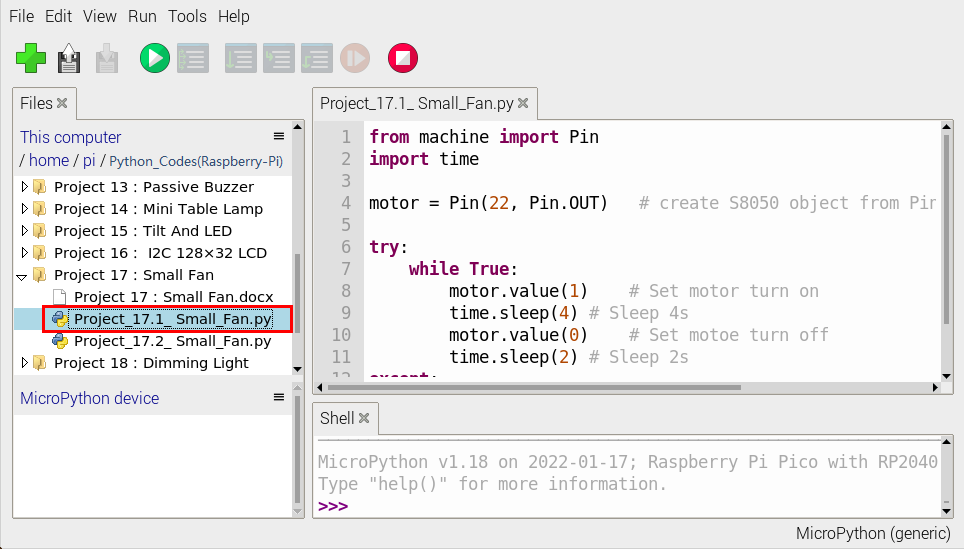 File Edit View Run Tools Help
Files
This computer
/ home / pi / Python_Codes(Raspberry-Pi)
Project 13 : Passive Buzzer
Project 14 : Mini Table Lamp
Project 15 : Tilt And LED
Project 16 :  I2C 128×32 LCD
Project 17 : Small Fan
Project 17 : Small Fan.docx
Project_17.1_ Small_Fan.py
Project_17.2_ Small_Fan.py
Project 18 : Dimming Light
MicroPython device
Project_17.1_ Small_Fan.py
1 from machine import Pin
2 import time
3
4 motor = Pin(22, Pin.OUT)   # create S8050 object from Pin
5
6 try:
7     while True:
8         motor.value(1)    # Set motor turn on
9         time.sleep(4) # Sleep 4s
10         motor.value(0)    # Set motoe turn off
11         time.sleep(2) # Sleep 2s
12 except:
Shell
MicroPython v1.18 on 2022-01-17; Raspberry Pi Pico with RP2040
Type "help()" for more information.
>>>
MicroPython (generic)